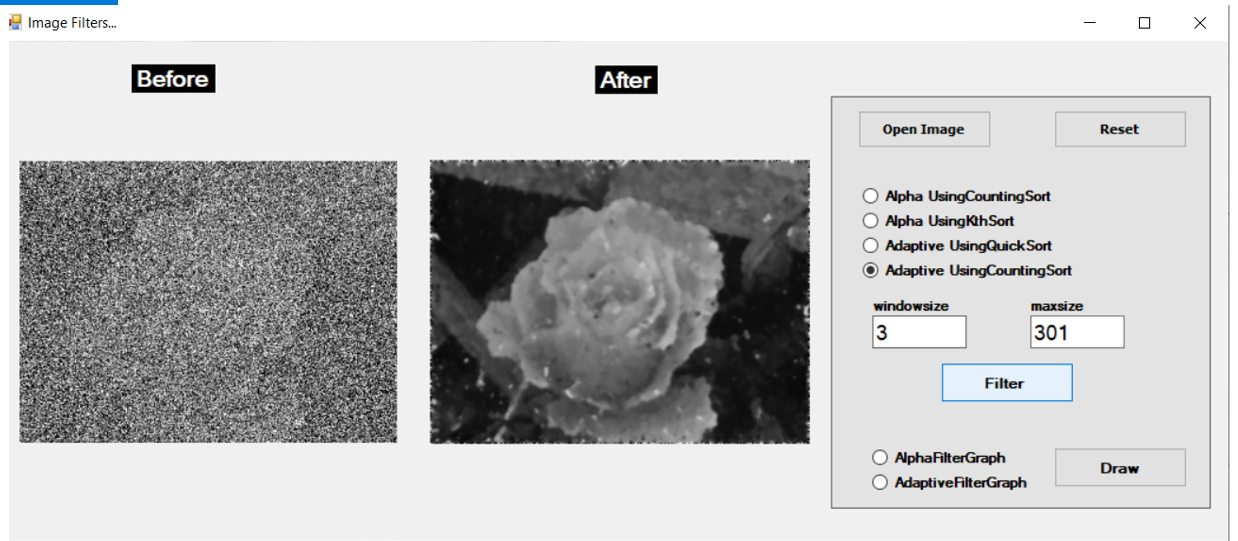 Image Filters...
Before
After
Open Image
Reset
Alpha UsingCountingSort
Alpha UsingKthSort
Adaptive UsingQuickSort
Adaptive UsingCountingSort
windowsize
maxsize
3
301
Filter
AlphaFilterGraph
AdaptiveFilterGraph
Draw